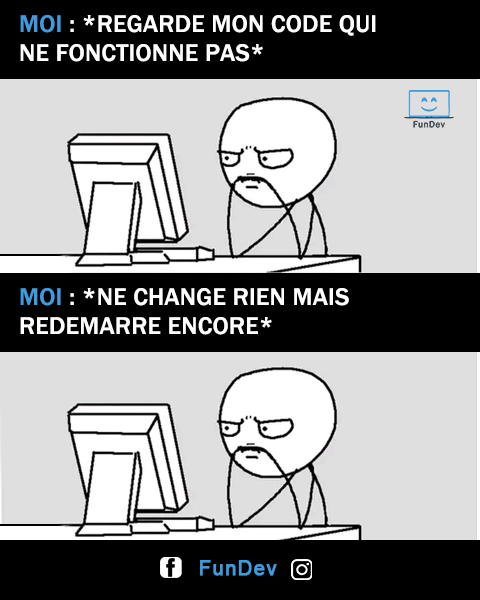 MOI : *REGARDE MON CODE QUI
NE FONCTIONNE PAS*
FunDev
MOI : *NE CHANGE RIEN MAIS
REDEMARRE ENCORE*
FunDev